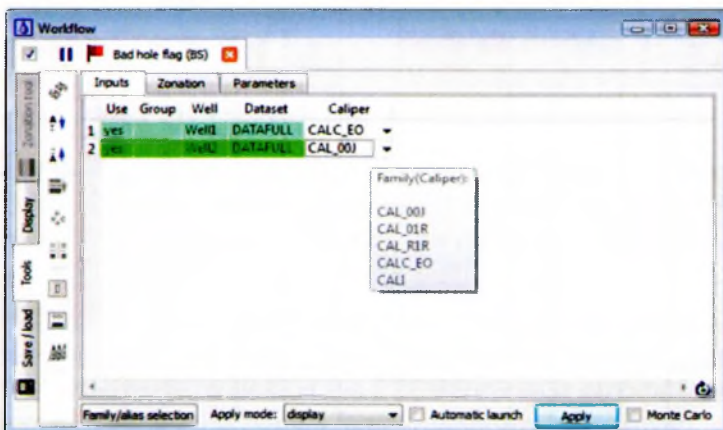 Workflow
Bad hole flag (BS)
Inputs Zonation Parameters
Use Group Well Dataset Caliper
1 yes Well1 DATAFULL CALC_EO
2 yes Well2 DATAFULL CAL_00J
Family(Caliper):
CAL_00J
CAL_01R
CAL_R1R
CALC_EO
CALI
Zonation tool
Display
Tools
Save / load
Family/alias selection Apply mode: display Automatic launch Apply Monte Carlo